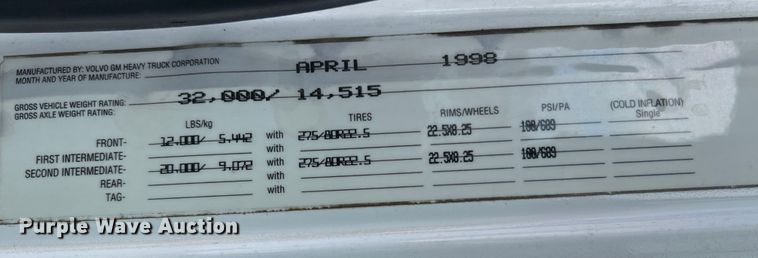 MANUFACTURED BY: VOLVO GM HEAVY TRUCK CORPORATION
MONTH AND YEAR OF MANUFACTURE: APRIL 1998
GROSS VEHICLE WEIGHT RATING: 32,000/ 14,515
GROSS AXLE WEIGHT RATING:
LBS/kg TIRES RIMS/WHEELS PSI/PA (COLD INFLATION)
Single
FRONT- 12,000/ 5,442 with 275/80R22.5 22.5X8.25 100/689
FIRST INTERMEDIATE- with
SECOND INTERMEDIATE- 20,000/ 9,072 with 275/80R22.5 22.5X8.25 100/689
REAR- with
TAG- with
Purple Wave Auction